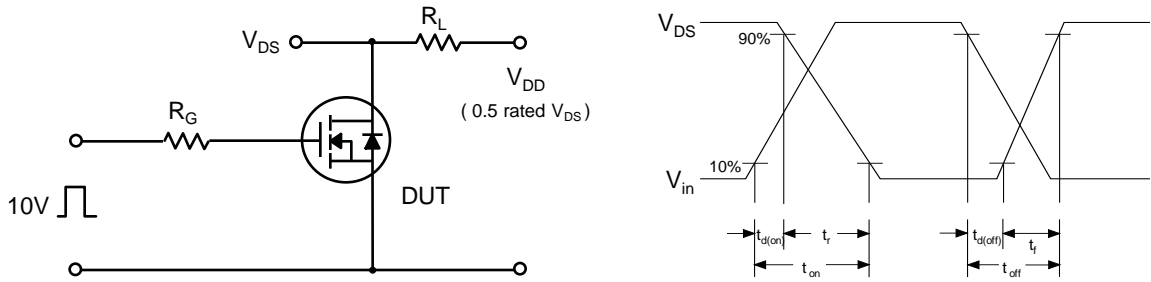 R_L
V_DS
V_DD
( 0.5 rated V_DS )
R_G
10V
DUT
V_DS
90%
10%
V_in
t_d(on)
t_r
t_on
t_d(off)
t_f
t_off